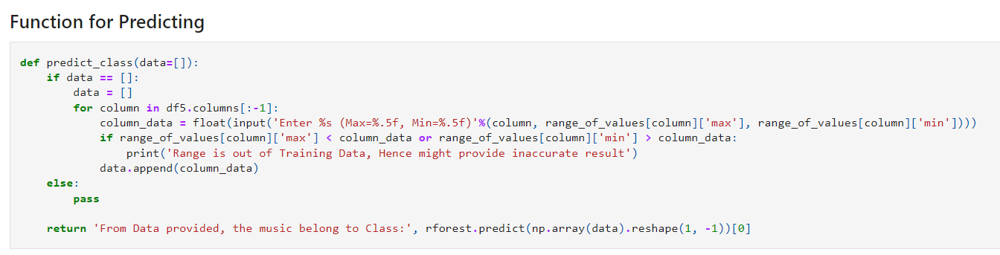 Function for Predicting
def predict_class(data=[]):
    if data == []:
        data = []
        for column in df5.columns[:-1]:
            column_data = float(input('Enter %s (Max=%.5f, Min=%.5f)'%(column, range_of_values[column]['max'], range_of_values[column]['min'])))
            if range_of_values[column]['max'] < column_data or range_of_values[column]['min'] > column_data:
                print('Range is out of Training Data, Hence might provide inaccurate result')
            data.append(column_data)
    else:
        pass
    return 'From Data provided, the music belong to Class:', rforest.predict(np.array(data).reshape(1, -1))[0]